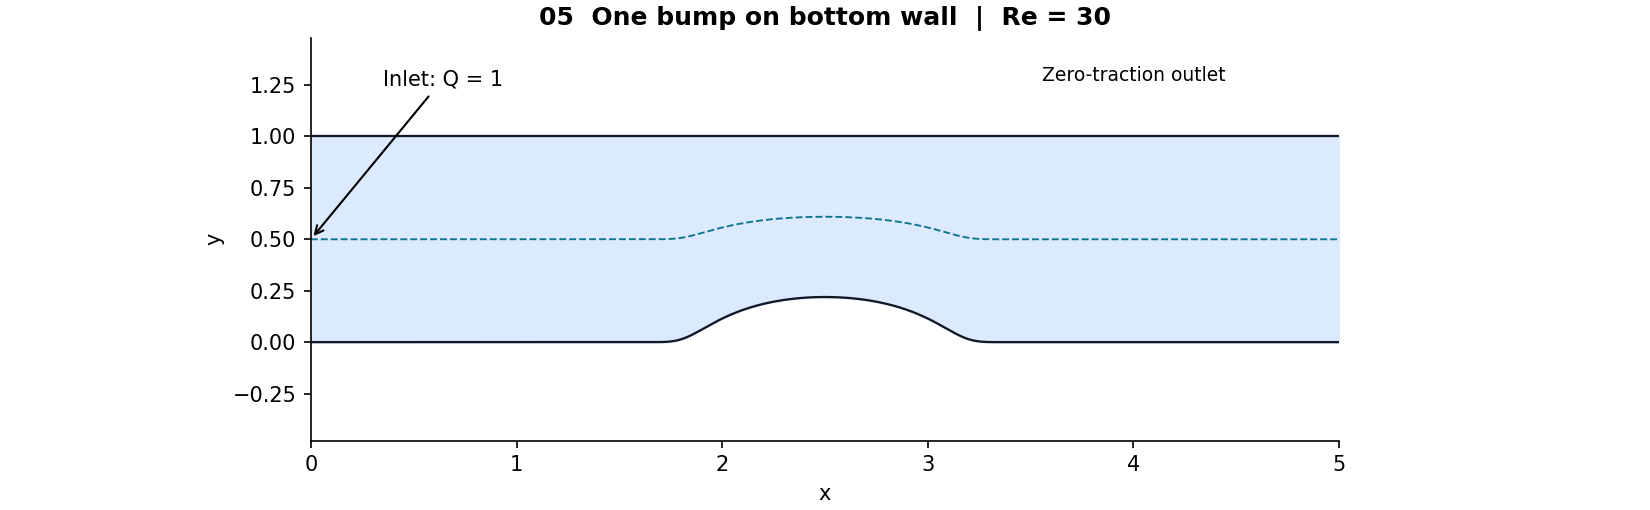 05  One bump on bottom wall  |  Re = 30
Inlet: Q = 1
Zero-traction outlet
1.25
1.00
0.75
0.50
0.25
0.00
−0.25
y
0 1 2 3 4 5
x